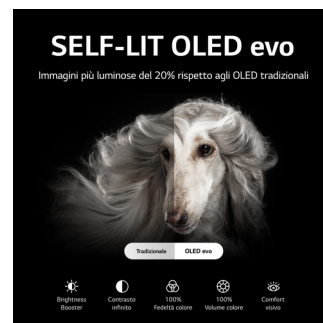 SELF-LIT OLED evo
Immagini più luminose del 20% rispetto agli OLED tradizionali
Tradizionale OLED evo
Brightness Booster
Contrasto infinito
100% Fedeltà colore
100% Volume colore
Comfort visivo